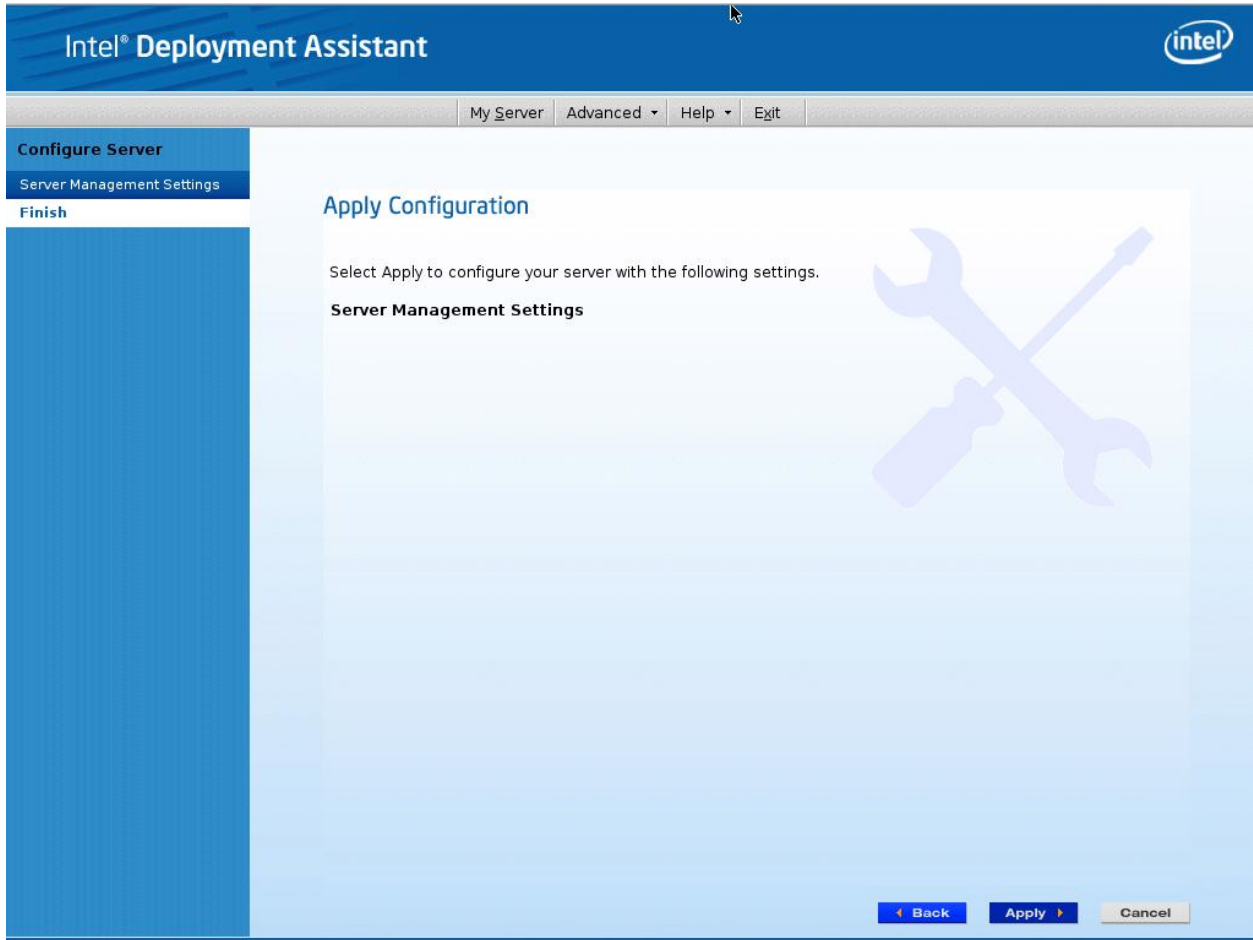 Intel® Deployment Assistant
intel
My Server Advanced Help Exit
Configure Server
Server Management Settings
Finish
Apply Configuration
Select Apply to configure your server with the following settings.
Server Management Settings
Back Apply Cancel